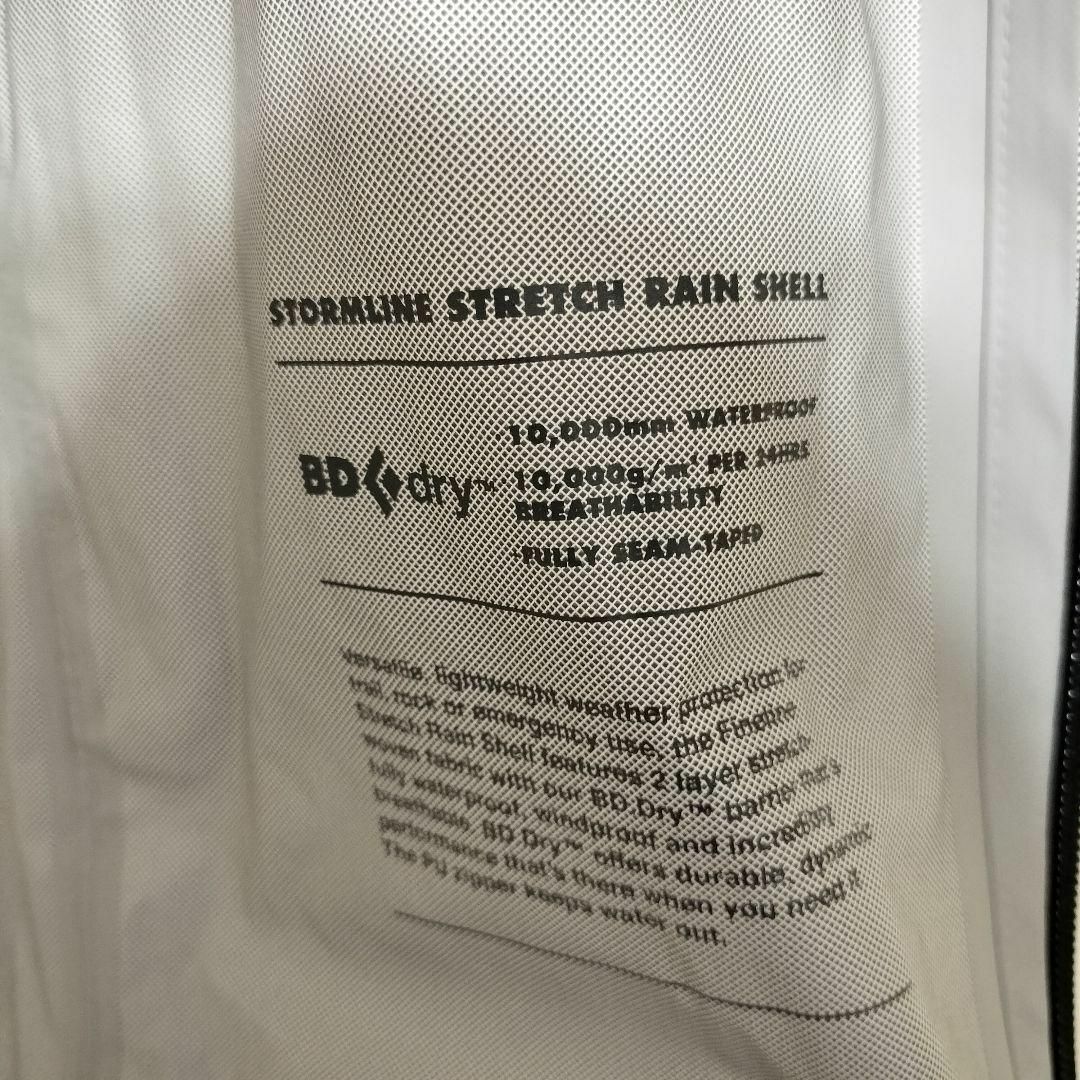 STORMLINE STRETCH RAIN SHELL
BD dry™
10,000mm WATERPROOF
10,000g/m² PER 24HRS
BREATHABILITY
FULLY SEAM-TAPED
Versatile, lightweight weather protection for
trail, rock or emergency use, the
Stretch Rain Shell features 2 layer stretch
woven fabric with our BD.Dry™ barrier that's
fully waterproof, windproof and incredibly
breathable. BD Dry™ offers durable, dynamic
performance that's there when you need it.
The PU zipper keeps water out.